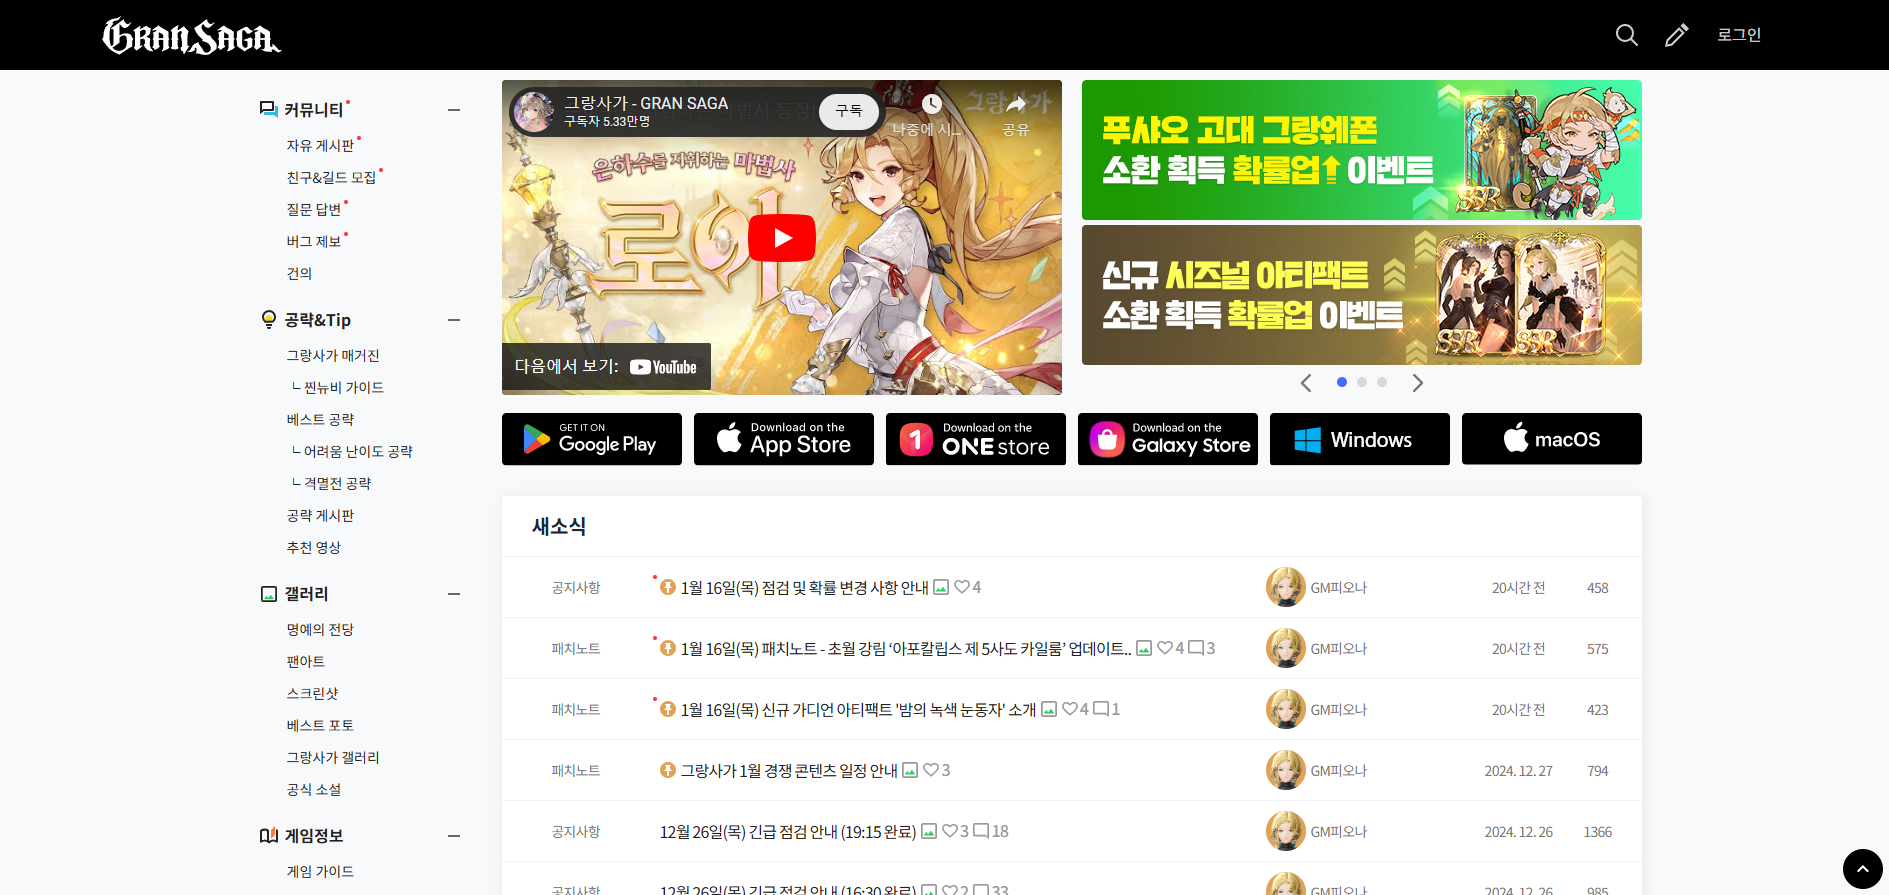 GRANSAGA
로그인
커뮤니티
자유 게시판
친구&길드 모집
질문 답변
버그 제보
건의
공략&Tip
그랑사가 매거진
ㄴ찐뉴비 가이드
베스트 공략
ㄴ어려움 난이도 공략
ㄴ격멸전 공략
공략 게시판
추천 영상
갤러리
명예의 전당
팬아트
스크린샷
베스트 포토
그랑사가 갤러리
공식 소설
게임정보
게임 가이드
그랑사가 - GRAN SAGA
구독자 5.33만명
구독
나중에 시...
공유
그랑사가
은하수를 지휘하는 마법사
로아
다음에서 보기: YouTube
푸샤오 고대 그랑웨폰
소환 획득 확률업 이벤트
SSR
신규 시즈널 아티팩트
소환 획득 확률업 이벤트
SSR SSR
GET IT ON
Google Play
Download on the
App Store
Download on the
ONE store
Download on the
Galaxy Store
Windows
macOS
새소식
공지사항 1월 16일(목) 점검 및 확률 변경 사항 안내 4 GM피오나 20시간 전 458
패치노트 1월 16일(목) 패치노트 - 초월 강림 ‘아포칼립스 제 5사도 카일룸’ 업데이트.. 4 3 GM피오나 20시간 전 575
패치노트 1월 16일(목) 신규 가디언 아티팩트 '밤의 녹색 눈동자' 소개 4 1 GM피오나 20시간 전 423
패치노트 그랑사가 1월 경쟁 콘텐츠 일정 안내 3 GM피오나 2024. 12. 27 794
공지사항 12월 26일(목) 긴급 점검 안내 (19:15 완료) 3 18 GM피오나 2024. 12. 26 1366
공지사항 12월 26일(목) 긴급 점검 안내 (16:30 완료) 2 33 GM피오나 2024. 12. 26 985